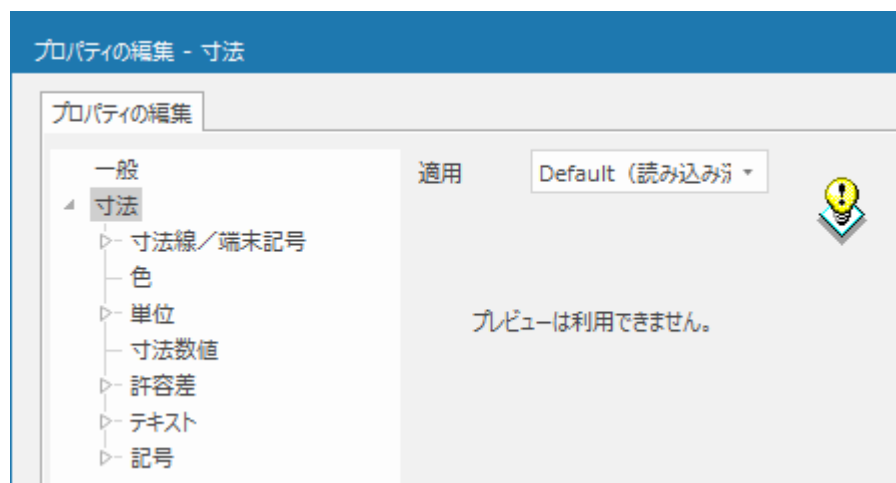 プロパティの編集 - 寸法
プロパティの編集
一般
適用
Default（読み込み済
寸法
寸法線／端末記号
色
単位
プレビューは利用できません。
寸法数値
許容差
テキスト
記号